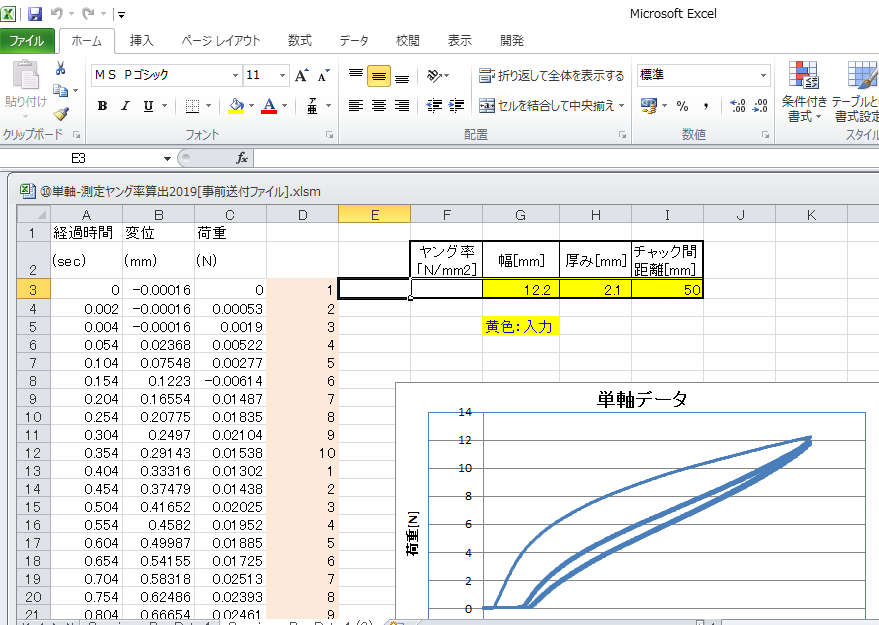 Microsoft Excel
ファイル ホーム 挿入 ページ レイアウト 数式 データ 校閲 表示 開発
ＭＳ Ｐゴシック 11 折り返して全体を表示する 標準
貼り付け B I U A セルを結合して中央揃え % 条件付き 書式 テーブルと 書式設定
クリップボード フォント 配置 数値 スタイル
E3 fx
⑩単軸-測定ヤング率算出2019[事前送付ファイル].xlsm
A B C D E F G H I J K
1 経過時間 変位 荷重
2 (sec) (mm) (N) ヤング率 「N/mm2] 幅[mm] 厚み[mm] チャック間 距離[mm]
3 0 -0.00016 0 1 12.2 2.1 50
4 0.002 -0.00016 0.00053 2
5 0.004 -0.00016 0.0019 3 黄色：入力
6 0.054 0.02368 0.00522 4
7 0.104 0.07548 0.00277 5
8 0.154 0.1223 -0.00614 6
9 0.204 0.16554 0.01487 7
10 0.254 0.20775 0.01835 8
11 0.304 0.2497 0.02104 9
12 0.354 0.29143 0.01538 10
13 0.404 0.33316 0.01302 1
14 0.454 0.37479 0.01438 2
15 0.504 0.41652 0.02025 3
16 0.554 0.4582 0.01952 4
17 0.604 0.49987 0.01885 5
18 0.654 0.54155 0.01725 6
19 0.704 0.58318 0.02513 7
20 0.754 0.62486 0.02393 8
21 0.804 0.66654 0.02461 9
単軸データ
14
12
10
8
6
4
2
0
荷重[N]